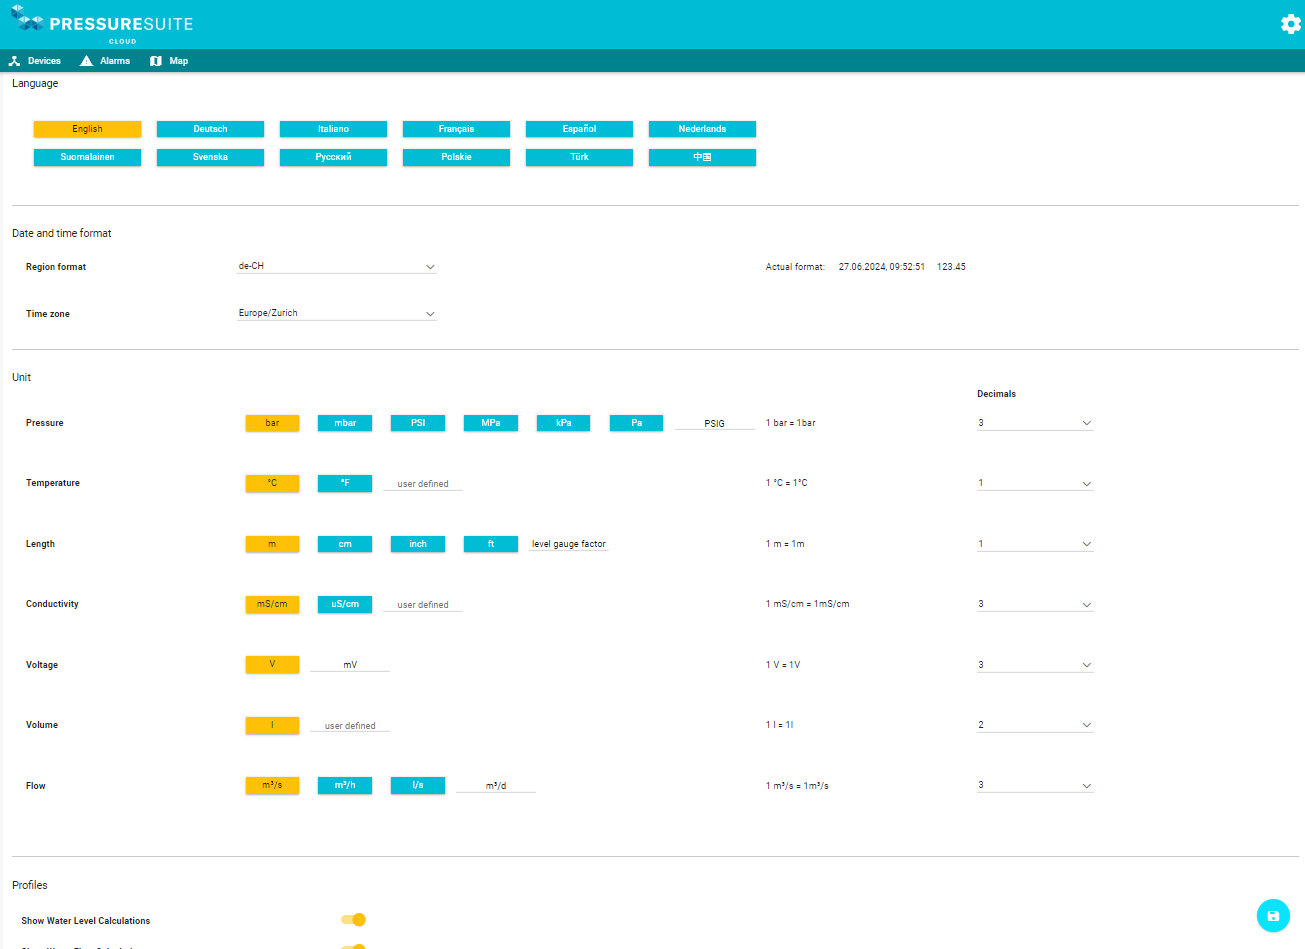 PRESSURESUITE
CLOUD
Devices Alarms Map
Language
English Deutsch Italiano Français Español Nederlands
Suomalainen Svenska Русский Polskie Türk 中国
Date and time format
Region format de-CH Actual format: 27.06.2024, 09:52:51 123.45
Time zone Europe/Zurich
Unit
Decimals
Pressure bar mbar PSI MPa kPa Pa PSIG 1 bar = 1bar 3
Temperature °C °F user defined 1 °C = 1°C 1
Length m cm inch ft level gauge factor 1 m = 1m 1
Conductivity mS/cm uS/cm user defined 1 mS/cm = 1mS/cm 3
Voltage V mV 1 V = 1V 3
Volume l user defined 1 l = 1l 2
Flow m³/s m³/h l/s m³/d 1 m³/s = 1m³/s 3
Profiles
Show Water Level Calculations